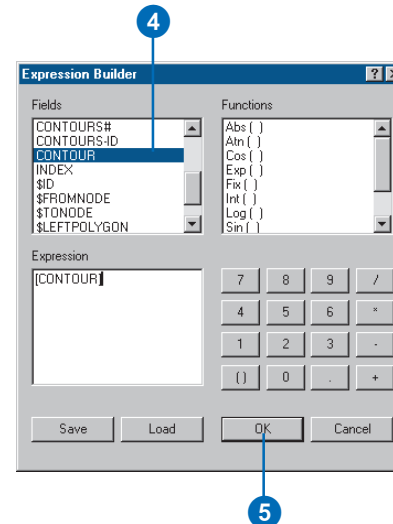 4
Expression Builder
Fields
CONTOURS#
CONTOURS-ID
CONTOUR
INDEX
$ID
$FROMNODE
$TONODE
$LEFTPOLYGON
Functions
Abs ( )
Atn ( )
Cos ( )
Exp ( )
Fix ( )
Int ( )
Log ( )
Sin ( )
Expression
[CONTOUR]
7 8 9 /
4 5 6 *
1 2 3 -
( ) 0 . +
Save Load OK Cancel
5